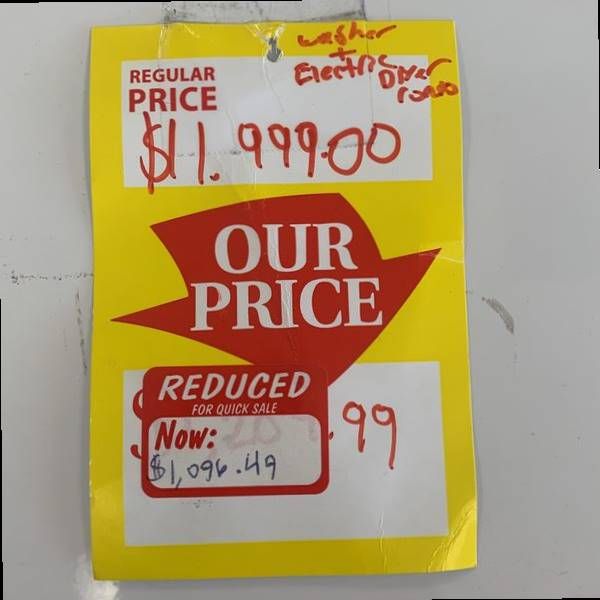 washer
+
Electric
Dryer
combo
REGULAR
PRICE
$1,999.00
OUR
PRICE
REDUCED
FOR QUICK SALE
Now:
$1,096.49
.99